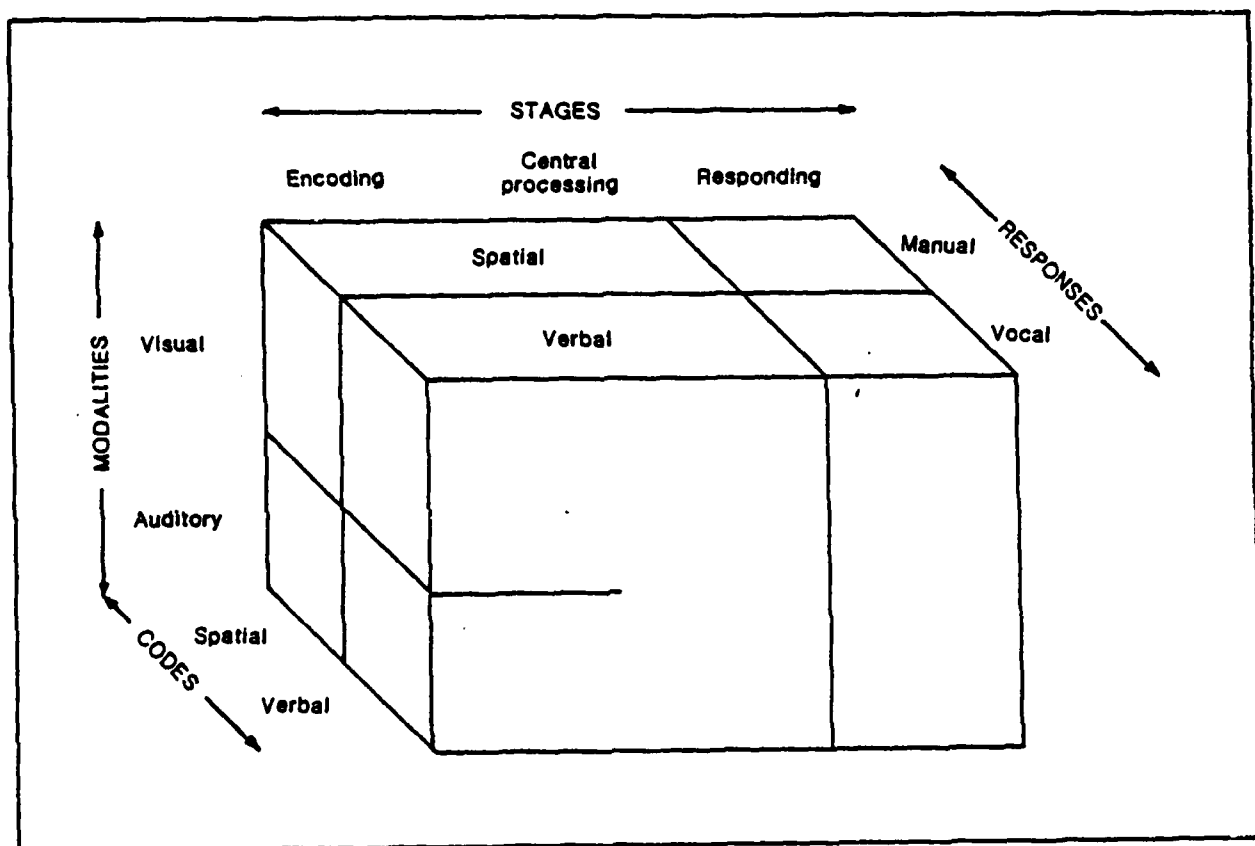 STAGES
Encoding
Central
processing
Responding
RESPONSES
Manual
Vocal
Spatial
Verbal
MODALITIES
Visual
Auditory
CODES
Spatial
Verbal